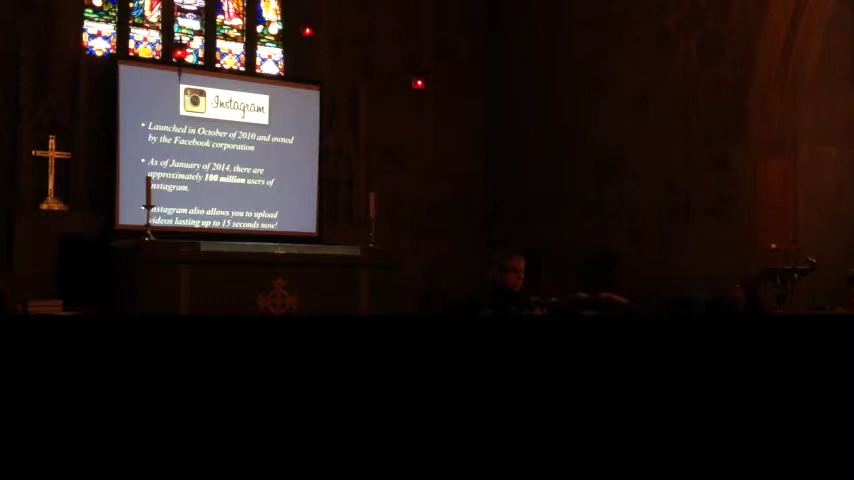 Instagram
• Launched in October of 2010 and owned
by the Facebook corporation
• As of January of 2014, there are
approximately 100 million users of
Instagram.
Instagram also allows you to upload
videos lasting up to 15 seconds now!